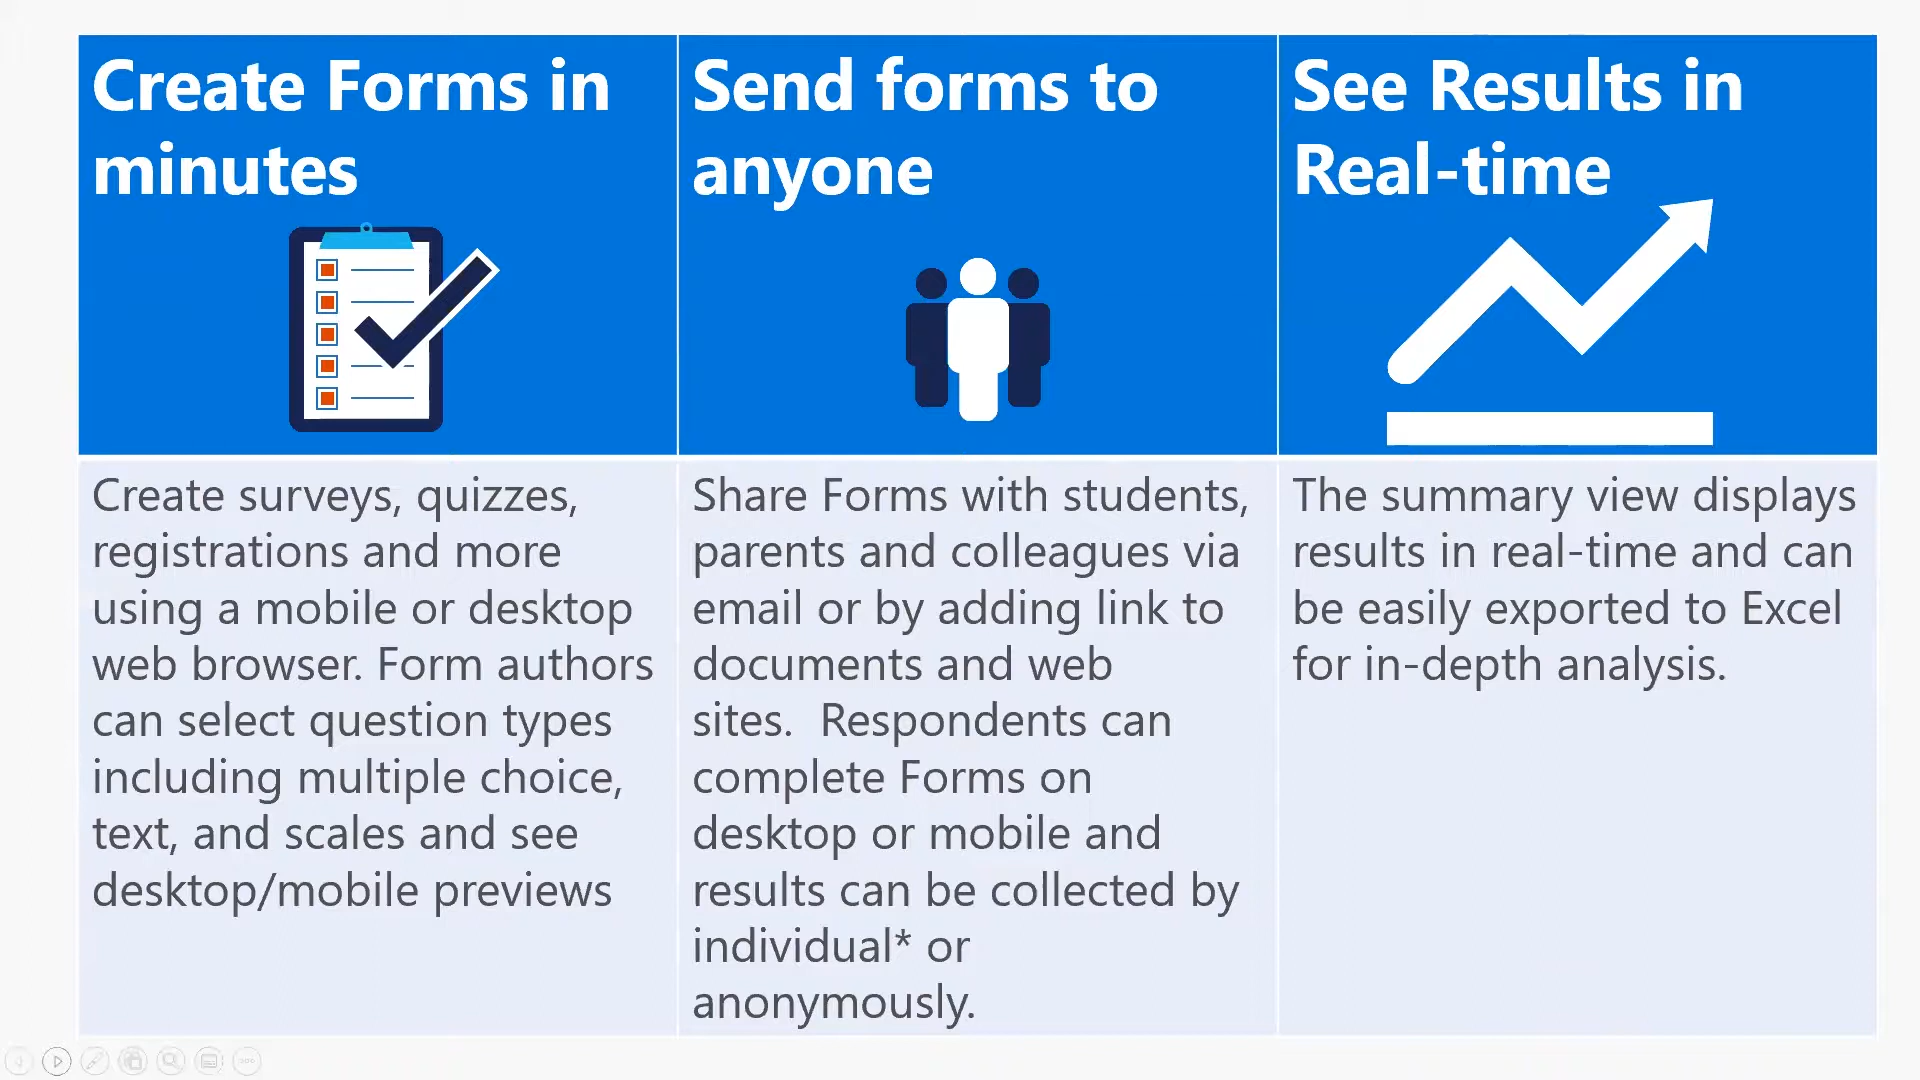 Create Forms in
minutes
Send forms to
anyone
See Results in
Real-time
Create surveys, quizzes,
registrations and more
using a mobile or desktop
web browser. Form authors
can select question types
including multiple choice,
text, and scales and see
desktop/mobile previews
Share Forms with students,
parents and colleagues via
email or by adding link to
documents and web
sites.  Respondents can
complete Forms on
desktop or mobile and
results can be collected by
individual* or
anonymously.
The summary view displays
results in real-time and can
be easily exported to Excel
for in-depth analysis.